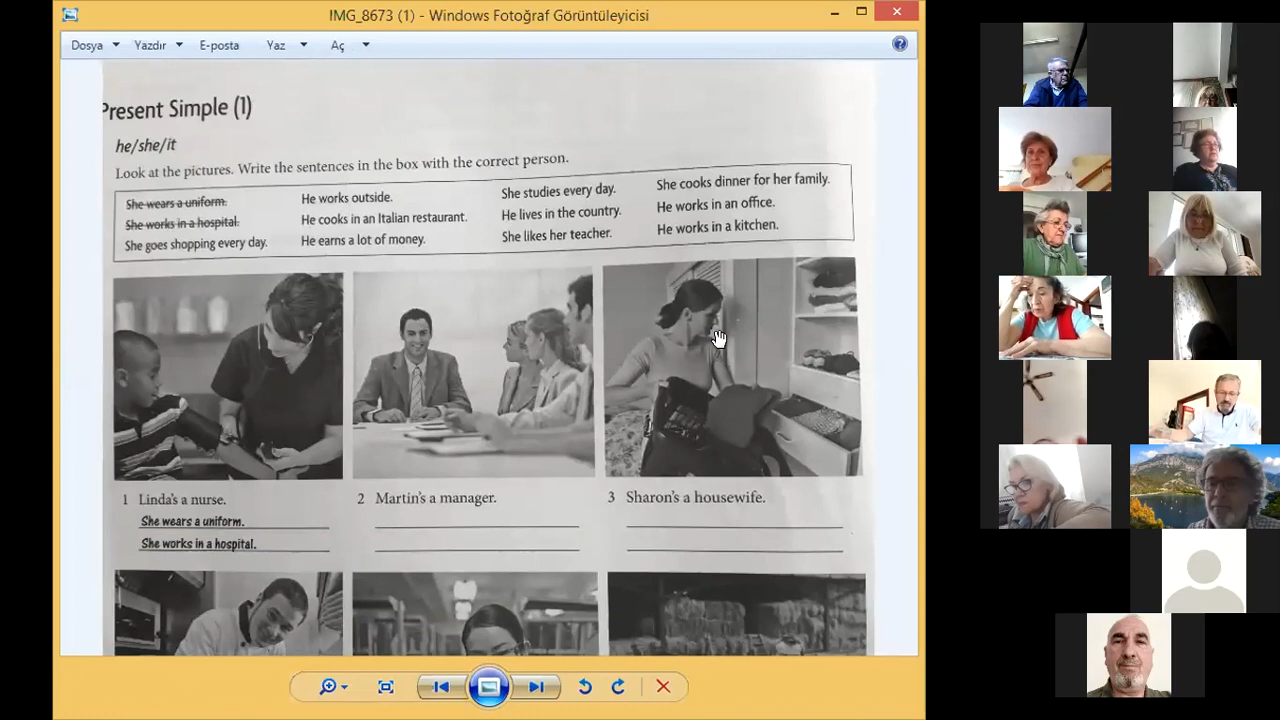 IMG_8673 (1) - Windows Fotoğraf Görüntüleyicisi
Dosya Yazdır E-posta Yaz Aç
Present Simple (1)
he/she/it
Look at the pictures. Write the sentences in the box with the correct person.
She wears a uniform. He works outside. She studies every day. She cooks dinner for her family.
She works in a hospital. He cooks in an Italian restaurant. He lives in the country. He works in an office.
She goes shopping every day. He earns a lot of money. She likes her teacher. He works in a kitchen.
1 Linda's a nurse. 2 Martin's a manager. 3 Sharon's a housewife.
She wears a uniform.
She works in a hospital.